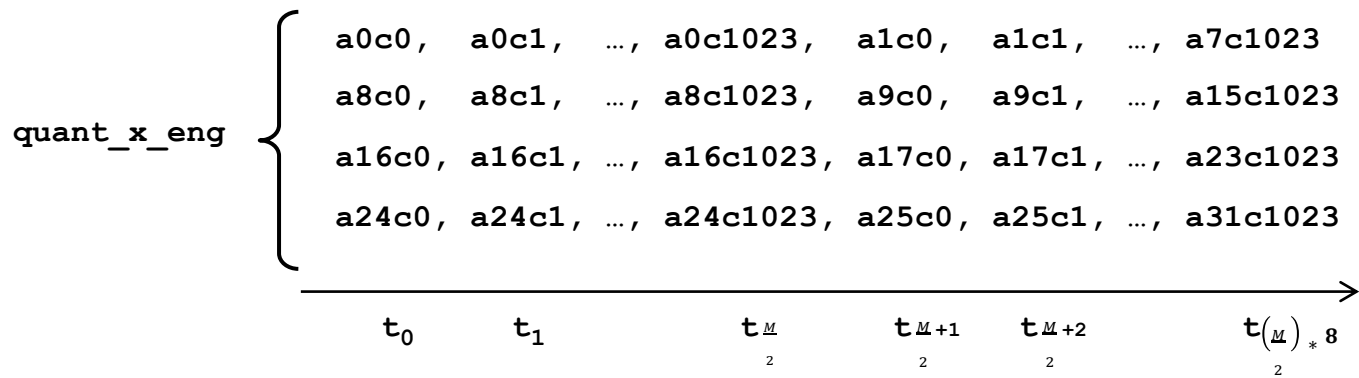 a0c0, a0c1, …, a0c1023, a1c0, a1c1, …, a7c1023
a8c0, a8c1, …, a8c1023, a9c0, a9c1, …, a15c1023
quant_x_eng
a16c0, a16c1, …, a16c1023, a17c0, a17c1, …, a23c1023
a24c0, a24c1, …, a24c1023, a25c0, a25c1, …, a31c1023
t0 t1 tM/2 tM/2+1 tM/2+2 t(M/2)*8